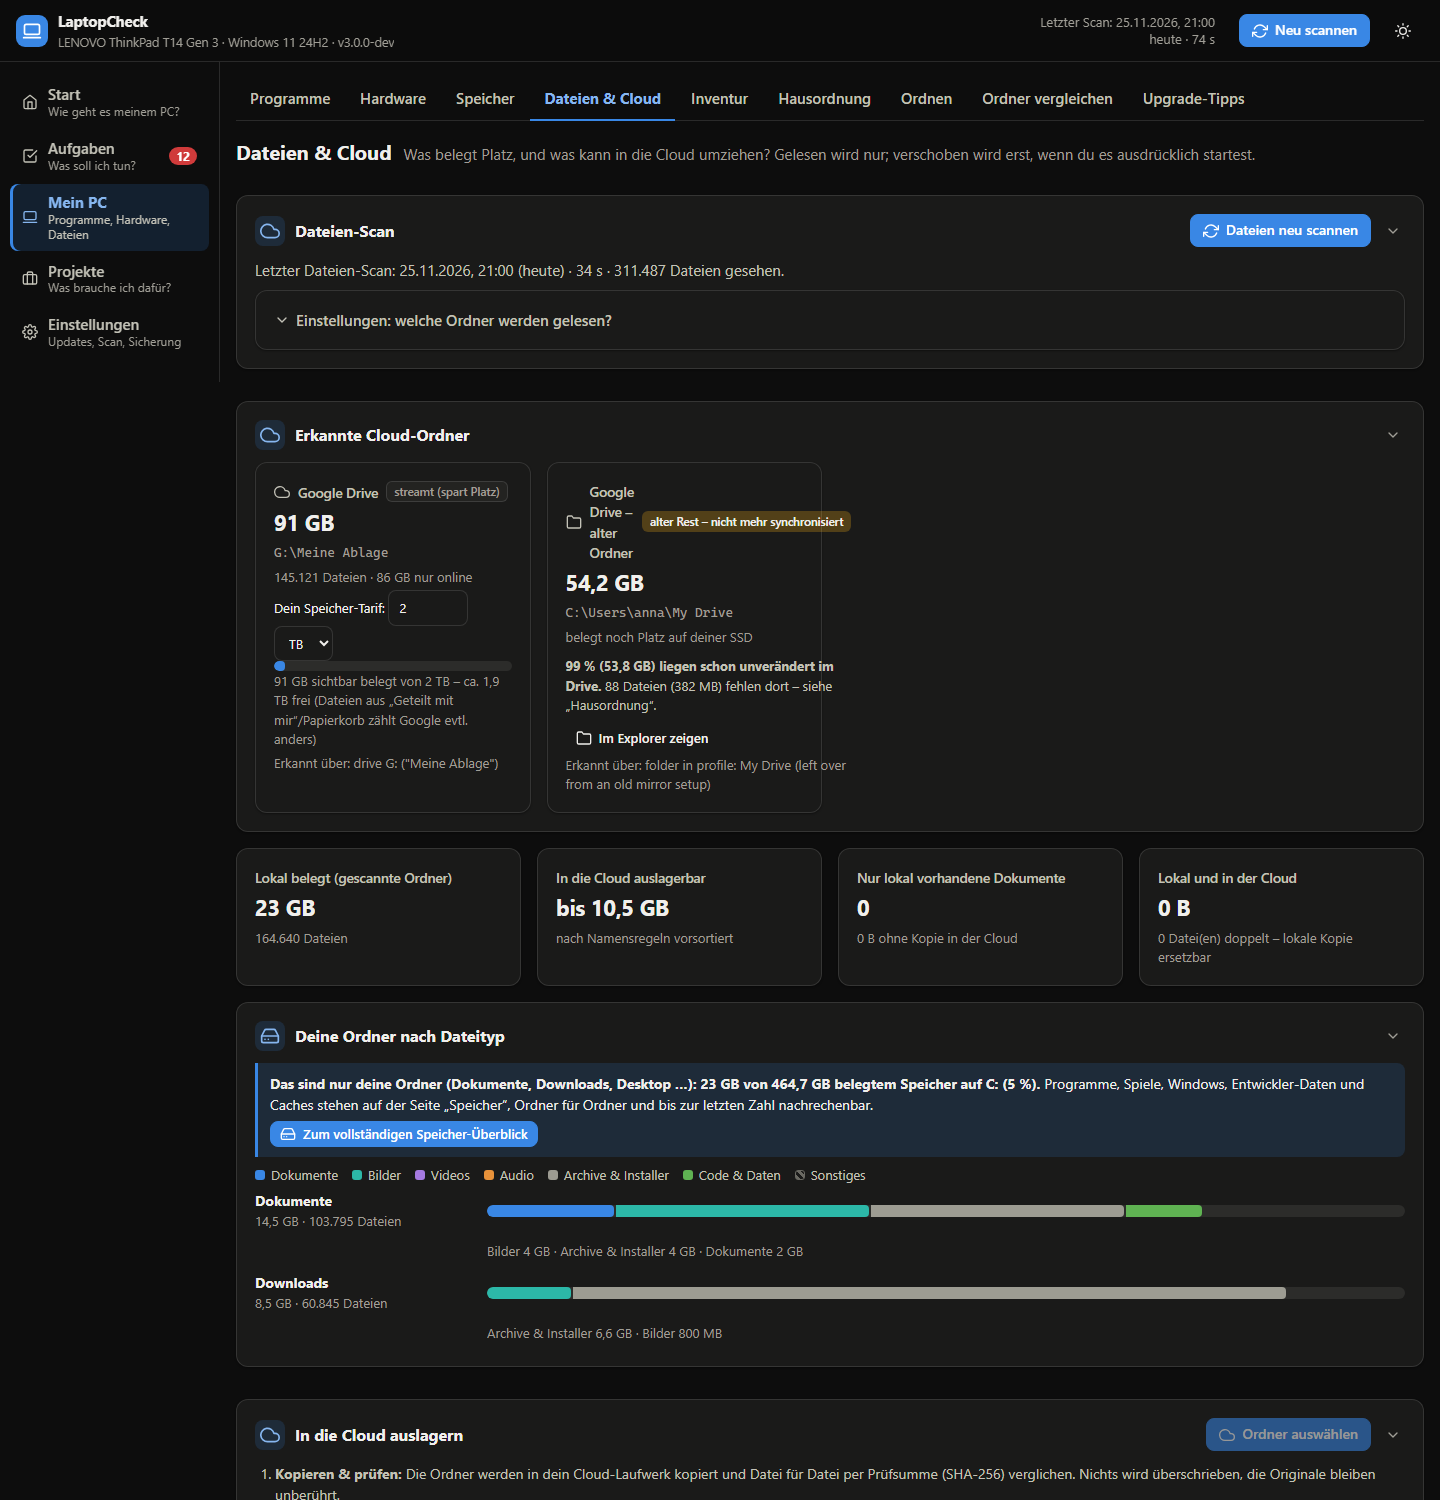 LaptopCheck
LENOVO ThinkPad T14 Gen 3 · Windows 11 24H2 · v3.0.0-dev
Letzter Scan: 25.11.2026, 21:00
heute · 74 s
Neu scannen
Start
Wie geht es meinem PC?
Aufgaben
Was soll ich tun?
12
Mein PC
Programme, Hardware,
Dateien
Projekte
Was brauche ich dafür?
Einstellungen
Updates, Scan, Sicherung
Programme
Hardware
Speicher
Dateien & Cloud
Inventur
Hausordnung
Ordnen
Ordner vergleichen
Upgrade-Tipps
Dateien & Cloud Was belegt Platz, und was kann in die Cloud umziehen? Gelesen wird nur; verschoben wird erst, wenn du es ausdrücklich startest.
Dateien-Scan
Dateien neu scannen
Letzter Dateien-Scan: 25.11.2026, 21:00 (heute) · 34 s · 311.487 Dateien gesehen.
Einstellungen: welche Ordner werden gelesen?
Erkannte Cloud-Ordner
Google Drive streamt (spart Platz)
91 GB
G:\Meine Ablage
145.121 Dateien · 86 GB nur online
Dein Speicher-Tarif: 2
TB
91 GB sichtbar belegt von 2 TB – ca. 1,9
TB frei (Dateien aus „Geteilt mit
mir“/Papierkorb zählt Google evtl.
anders)
Erkannt über: drive G: ("Meine Ablage")
Google
Drive –
alter
Ordner
alter Rest – nicht mehr synchronisiert
54,2 GB
C:\Users\anna\My Drive
belegt noch Platz auf deiner SSD
99 % (53,8 GB) liegen schon unverändert im
Drive. 88 Dateien (382 MB) fehlen dort – siehe
„Hausordnung“.
Im Explorer zeigen
Erkannt über: folder in profile: My Drive (left over
from an old mirror setup)
Lokal belegt (gescannte Ordner)
23 GB
164.640 Dateien
In die Cloud auslagerbar
bis 10,5 GB
nach Namensregeln vorsortiert
Nur lokal vorhandene Dokumente
0
0 B ohne Kopie in der Cloud
Lokal und in der Cloud
0 B
0 Datei(en) doppelt – lokale Kopie
ersetzbar
Deine Ordner nach Dateityp
Das sind nur deine Ordner (Dokumente, Downloads, Desktop …): 23 GB von 464,7 GB belegtem Speicher auf C: (5 %). Programme, Spiele, Windows, Entwickler-Daten und
Caches stehen auf der Seite „Speicher“, Ordner für Ordner und bis zur letzten Zahl nachrechenbar.
Zum vollständigen Speicher-Überblick
Dokumente Bilder Videos Audio Archive & Installer Code & Daten Sonstiges
Dokumente
14,5 GB · 103.795 Dateien
Bilder 4 GB · Archive & Installer 4 GB · Dokumente 2 GB
Downloads
8,5 GB · 60.845 Dateien
Archive & Installer 6,6 GB · Bilder 800 MB
In die Cloud auslagern
Ordner auswählen
1. Kopieren & prüfen: Die Ordner werden in dein Cloud-Laufwerk kopiert und Datei für Datei per Prüfsumme (SHA-256) verglichen. Nichts wird überschrieben, die Originale bleiben
unberührt.